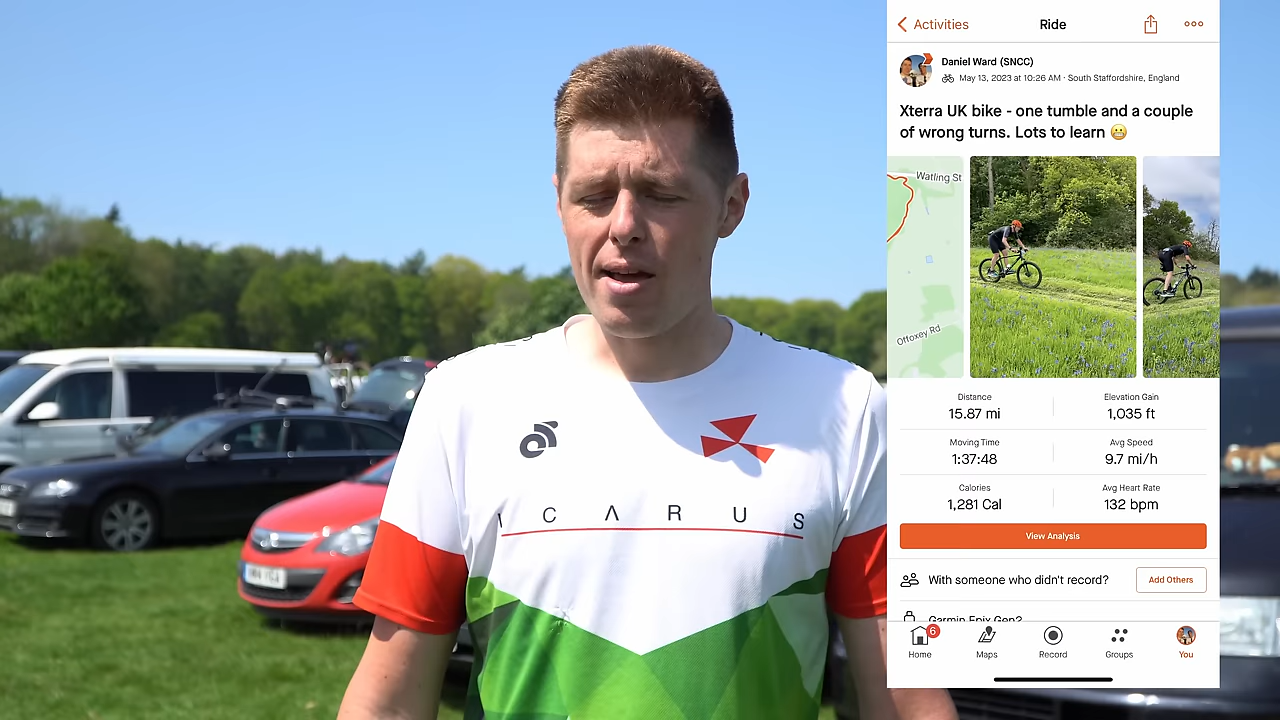 Activities
Ride
Daniel Ward (SNCC)
May 13, 2023 at 10:26 AM · South Staffordshire, England
Xterra UK bike - one tumble and a couple
of wrong turns. Lots to learn 😬
Watling St
Offoxey Rd
Distance
Elevation Gain
15.87 mi
1,035 ft
Moving Time
Avg Speed
1:37:48
9.7 mi/h
Calories
Avg Heart Rate
1,281 Cal
132 bpm
View Analysis
With someone who didn't record?
Add Others
Garmin Epix Gen2
6
Home
Maps
Record
Groups
You
ICARUS